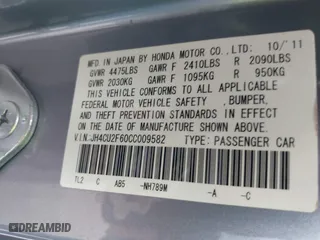 MFD. IN JAPAN BY HONDA MOTOR CO., LTD. 10/'11
GVWR 4475LBS GAWR F 2410LBS R 2090LBS
GVWR 2030KG GAWR F 1095KG R 950KG
THIS VEHICLE CONFORMS TO ALL APPLICABLE
FEDERAL MOTOR VEHICLE SAFETY, BUMPER,
AND THEFT PREVENTION STANDARDS IN EFFECT
ON THE DATE OF MANUFACTURE SHOWN ABOVE.
V.I.N.: JH4CU2F60CC009582 TYPE: PASSENGER CAR
TL2 C AB5 -NH789M -A -C
DREAMBID